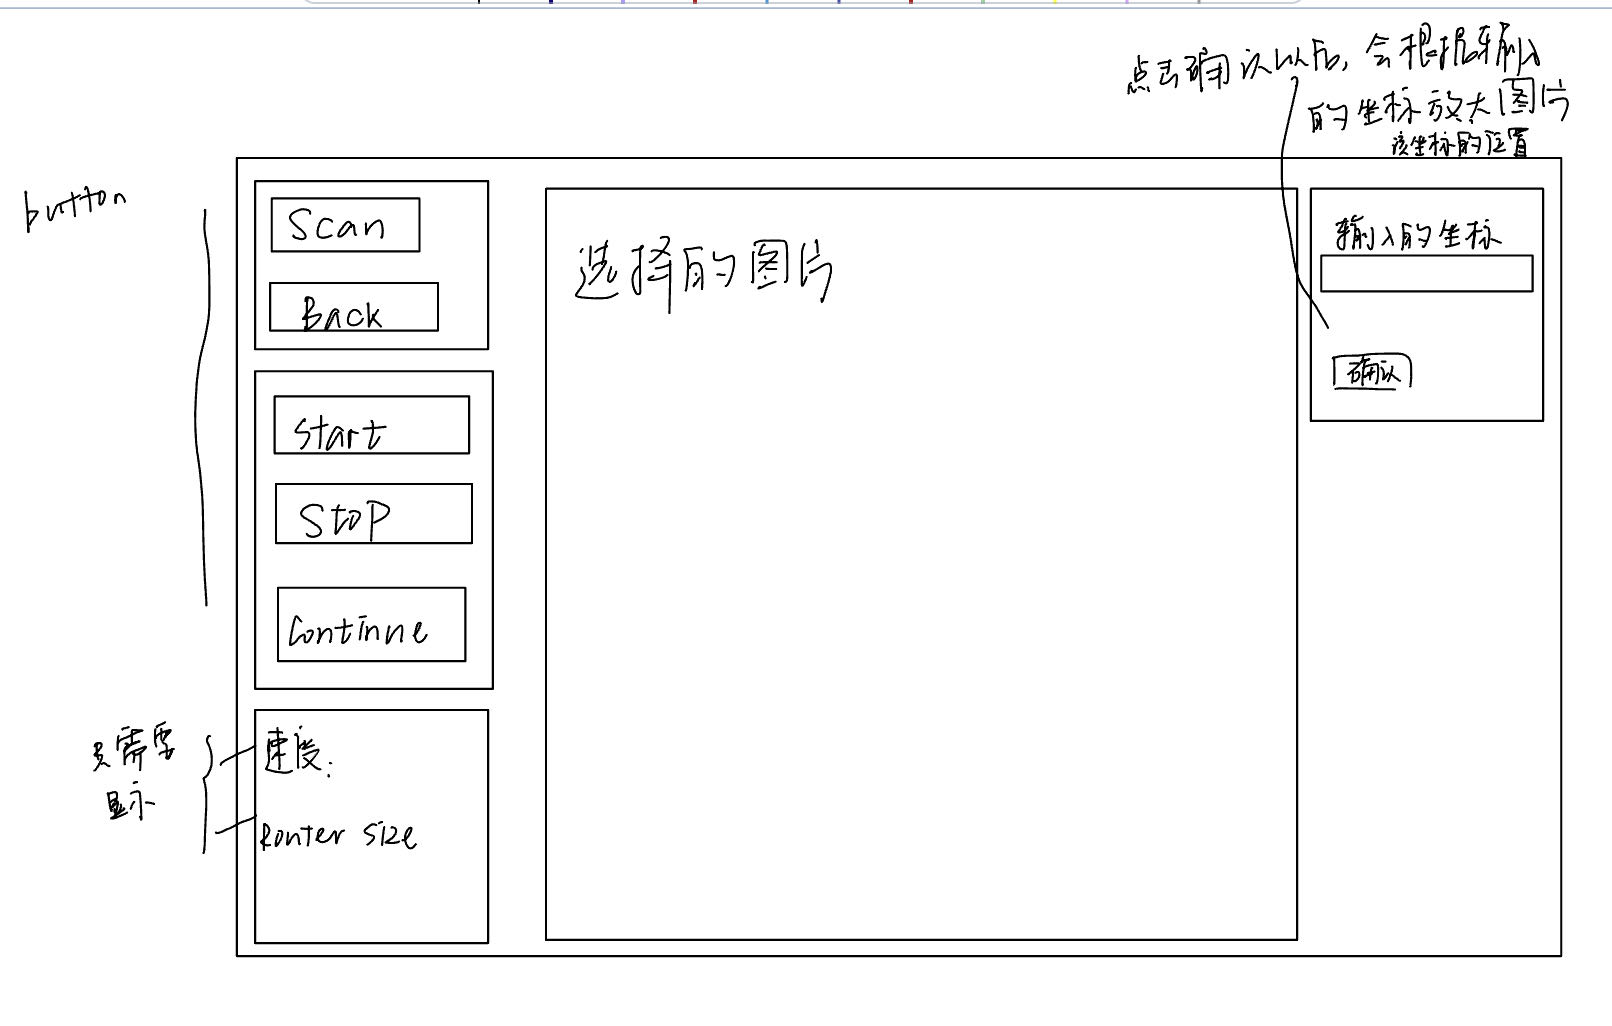 点击确认以后，会根据输入
的坐标放大图片
该坐标的位置
button
Scan
Back
选择的图片
输入的坐标
确认
Start
Stop
Continue
只需要
显示
速度：
Router size